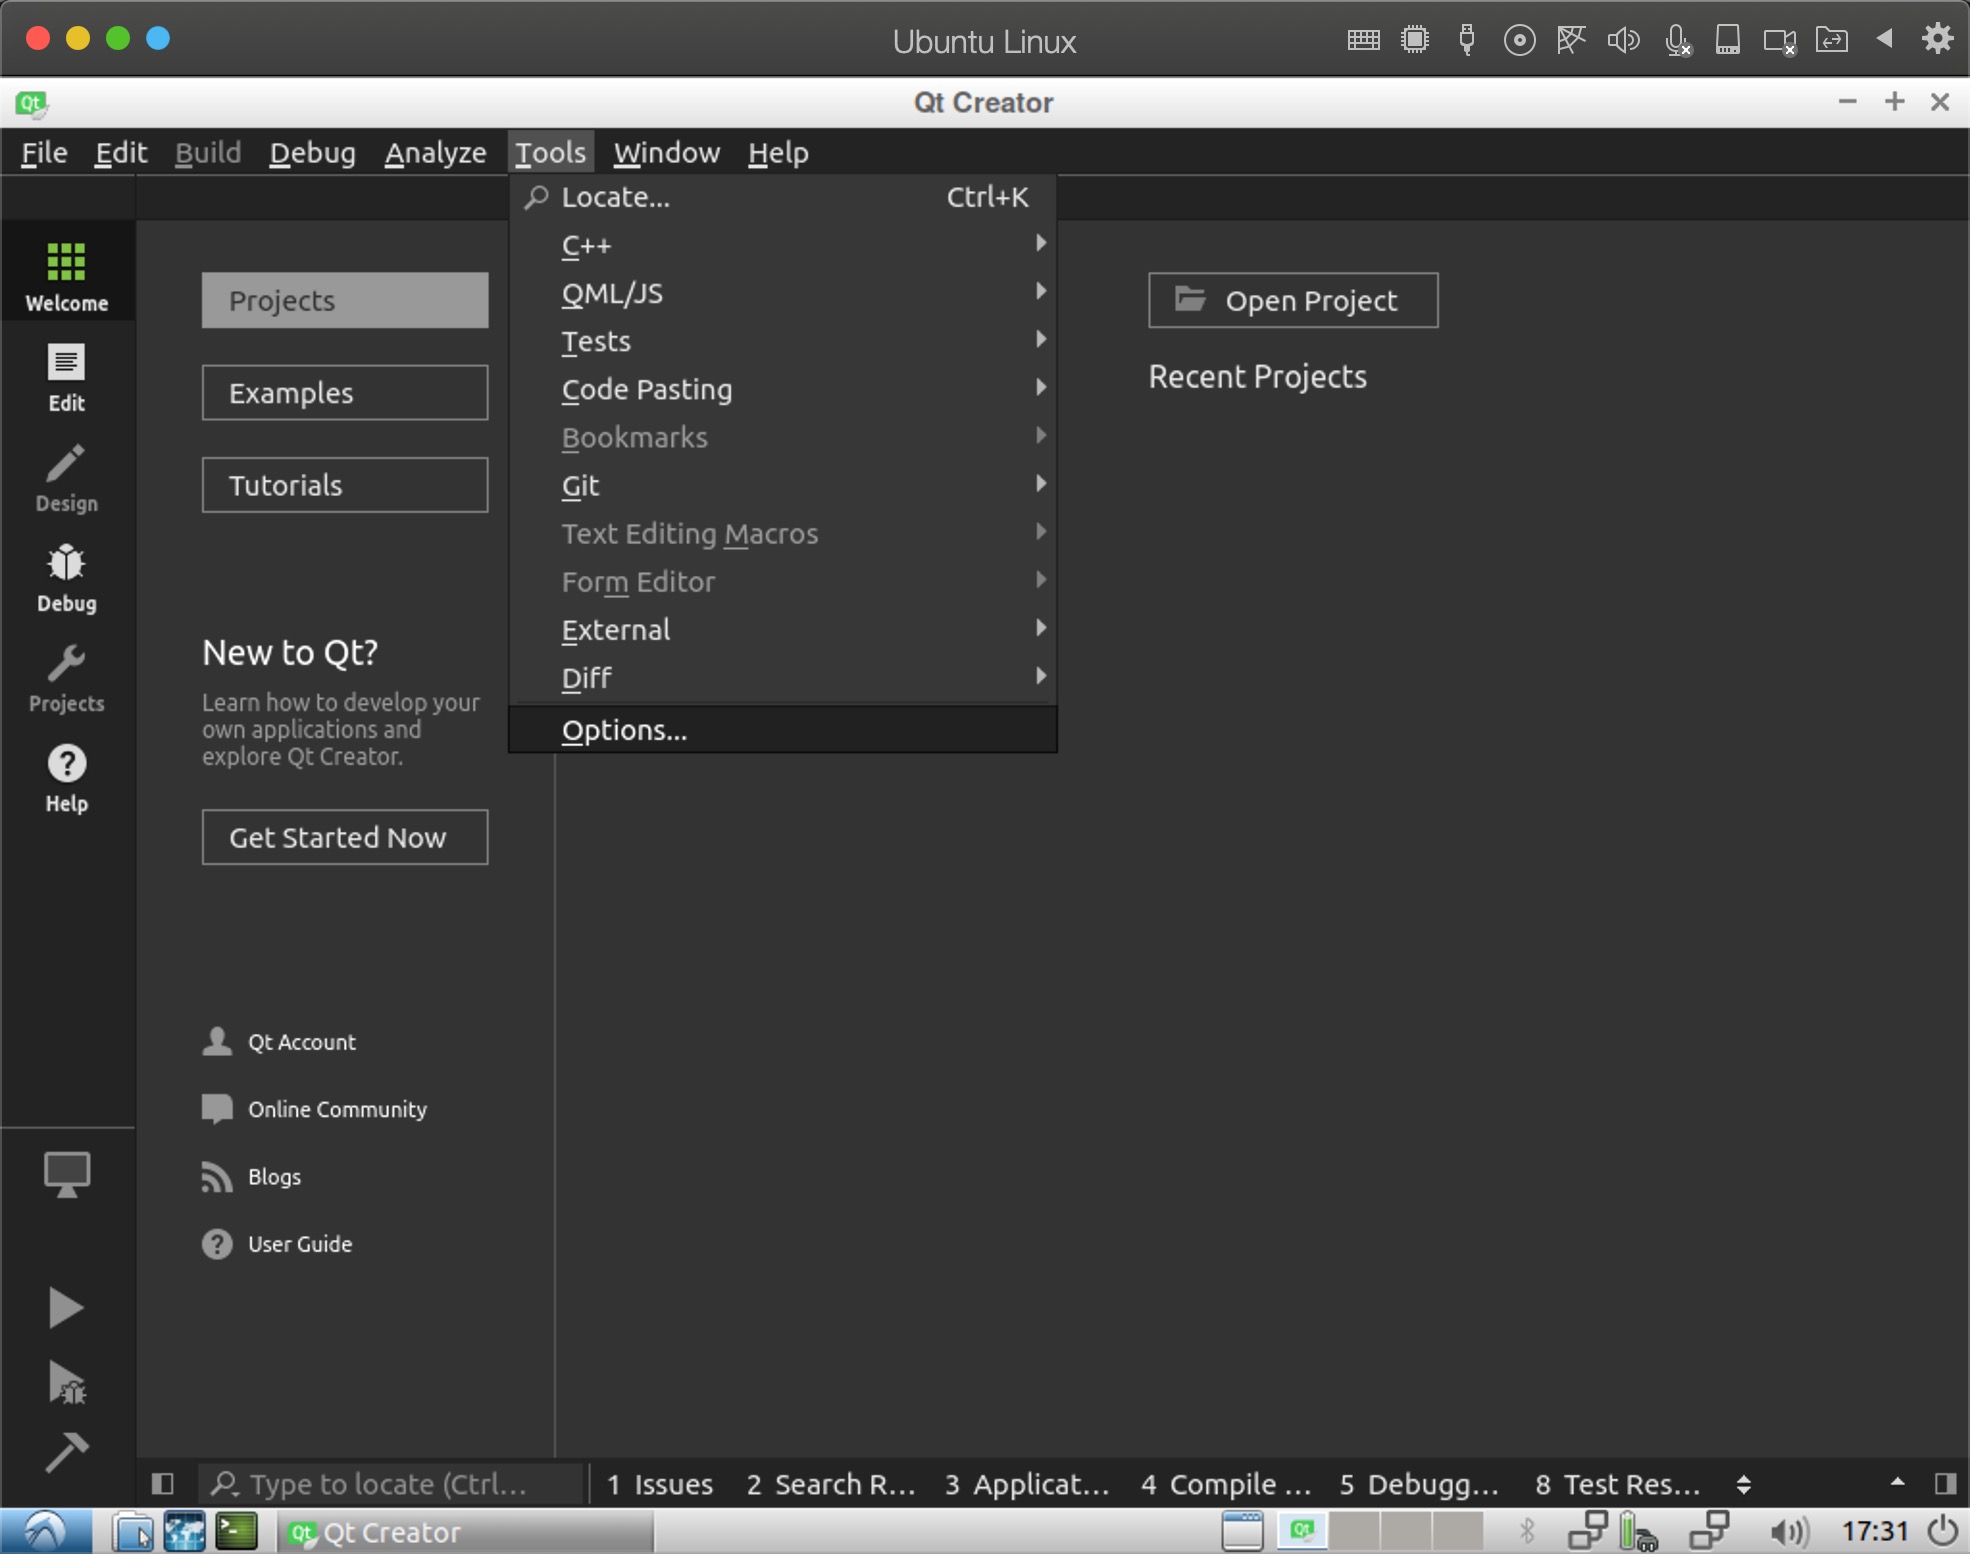 Ubuntu Linux
Qt Creator
File Edit Build Debug Analyze Tools Window Help
Locate... Ctrl+K
C++
QML/JS
Tests
Code Pasting
Bookmarks
Git
Text Editing Macros
Form Editor
External
Diff
Options...
Welcome
Edit
Design
Debug
Projects
Help
Projects
Examples
Tutorials
New to Qt?
Learn how to develop your
own applications and
explore Qt Creator.
Get Started Now
Qt Account
Online Community
Blogs
User Guide
Open Project
Recent Projects
Type to locate (Ctrl... 1 Issues 2 Search R... 3 Applicat... 4 Compile ... 5 Debugg... 8 Test Res...
Qt Creator 17:31